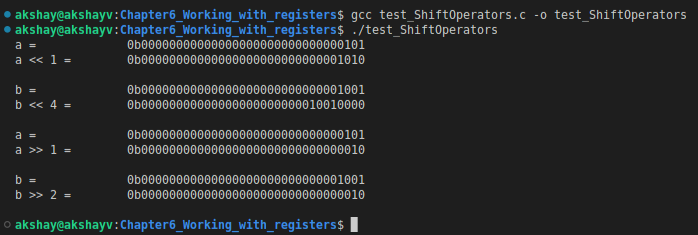 akshay@akshayv:Chapter6_Working_with_registers$ gcc test_ShiftOperators.c -o test_ShiftOperators
akshay@akshayv:Chapter6_Working_with_registers$ ./test_ShiftOperators
a =             0b00000000000000000000000000000101
a << 1 =        0b00000000000000000000000000001010
b =             0b00000000000000000000000000001001
b << 4 =        0b00000000000000000000000010010000
a =             0b00000000000000000000000000000101
a >> 1 =        0b00000000000000000000000000000010
b =             0b00000000000000000000000000001001
b >> 2 =        0b00000000000000000000000000000010
akshay@akshayv:Chapter6_Working_with_registers$